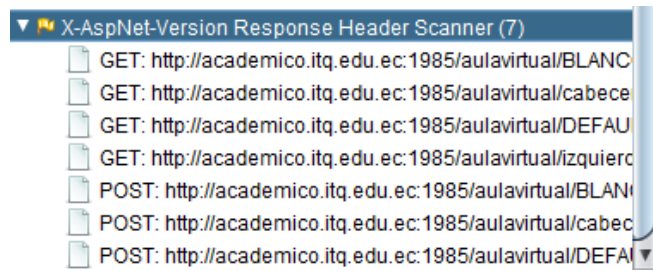 X-AspNet-Version Response Header Scanner (7)
GET: http://academico.itq.edu.ec:1985/aulavirtual/BLANC
GET: http://academico.itq.edu.ec:1985/aulavirtual/cabece
GET: http://academico.itq.edu.ec:1985/aulavirtual/DEFAU
GET: http://academico.itq.edu.ec:1985/aulavirtual/izquierd
POST: http://academico.itq.edu.ec:1985/aulavirtual/BLAN
POST: http://academico.itq.edu.ec:1985/aulavirtual/cabec
POST: http://academico.itq.edu.ec:1985/aulavirtual/DEFA